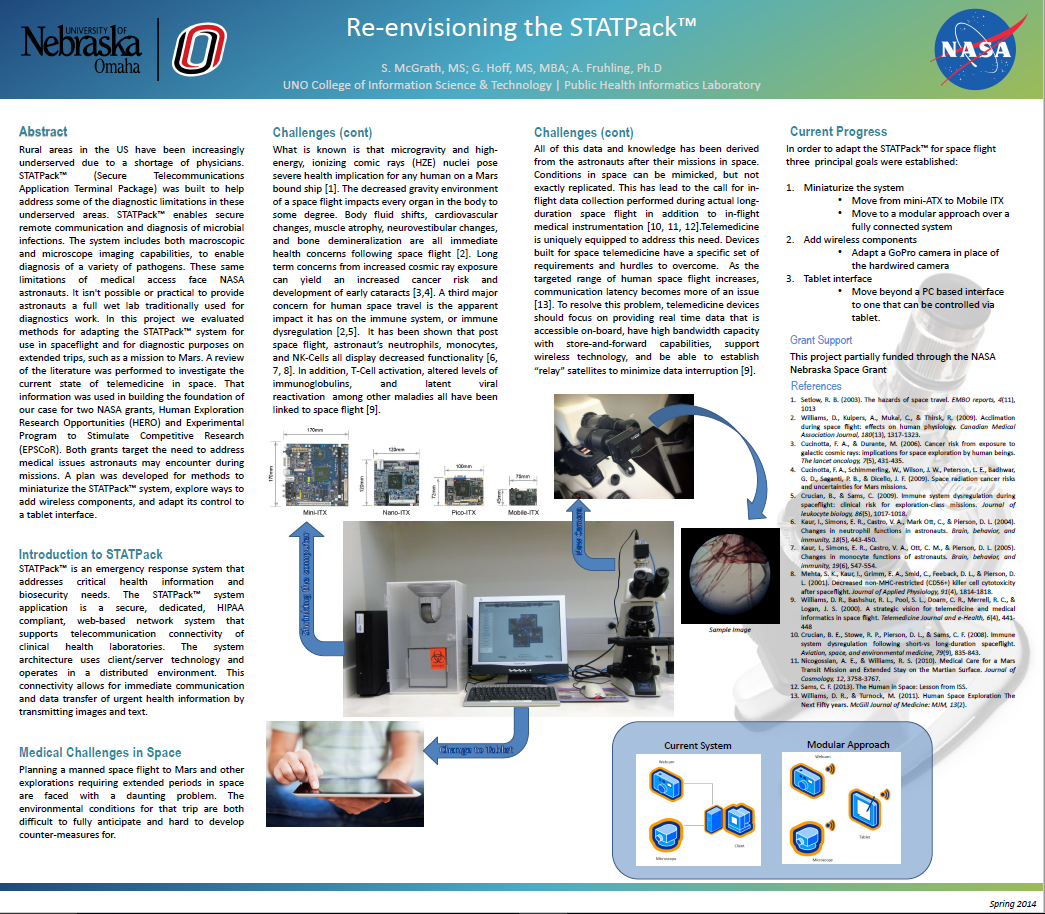 UNIVERSITY OF
Nebraska
Omaha
Re-envisioning the STATPack™
S. McGrath, MS; G. Hoff, MS, MBA; A. Fruhling, Ph.D
UNO College of Information Science & Technology | Public Health Informatics Laboratory
NASA
Abstract
Rural areas in the US have been increasingly
underserved due to a shortage of physicians.
STATPack™ (Secure Telecommunications
Application Terminal Package) was built to help
address some of the diagnostic limitations in these
underserved areas. STATPack™ enables secure
remote communication and diagnosis of microbial
infections. The system includes both macroscopic
and microscope imaging capabilities, to enable
diagnosis of a variety of pathogens. These same
limitations of medical access face NASA
astronauts. It isn't possible or practical to provide
astronauts a full wet lab traditionally used for
diagnostics work. In this project we evaluated
methods for adapting the STATPack™ system for
use in spaceflight and for diagnostic purposes on
extended trips, such as a mission to Mars. A review
of the literature was performed to investigate the
current state of telemedicine in space. That
information was used in building the foundation of
our case for two NASA grants, Human Exploration
Research Opportunities (HERO) and Experimental
Program to Stimulate Competitive Research
(EPSCoR). Both grants target the need to address
medical issues astronauts may encounter during
missions. A plan was developed for methods to
miniaturize the STATPack™ system, explore ways to
add wireless components, and adapt its control to
a tablet interface.
Introduction to STATPack
STATPack™ is an emergency response system that
addresses critical health information and
biosecurity needs. The STATPack™ system
application is a secure, dedicated, HIPAA
compliant, web-based network system that
supports telecommunication connectivity of
clinical health laboratories. The system
architecture uses client/server technology and
operates in a distributed environment. This
connectivity allows for immediate communication
and data transfer of urgent health information by
transmitting images and text.
Medical Challenges in Space
Planning a manned space flight to Mars and other
explorations requiring extended periods in space
are faced with a daunting problem. The
environmental conditions for that trip are both
difficult to fully anticipate and hard to develop
counter-measures for.
Challenges (cont)
What is known is that microgravity and high-
energy, ionizing comic rays (HZE) nuclei pose
severe health implication for any human on a Mars
bound ship [1]. The decreased gravity environment
of a space flight impacts every organ in the body to
some degree. Body fluid shifts, cardiovascular
changes, muscle atrophy, neurovestibular changes,
and bone demineralization are all immediate
health concerns following space flight [2]. Long
term concerns from increased cosmic ray exposure
can yield an increased cancer risk and
development of early cataracts [3,4]. A third major
concern for human space travel is the apparent
impact it has on the immune system, or immune
dysregulation [2,5]. It has been shown that post
space flight, astronaut's neutrophils, monocytes,
and NK-Cells all display decreased functionality [6,
7, 8]. In addition, T-Cell activation, altered levels of
immunoglobulins, and latent viral
reactivation among other maladies all have been
linked to space flight [9].
170mm
170mm
Mini-ITX
120mm
120mm
Nano-ITX
100mm
72mm
Pico-ITX
75mm
45mm
Mobile-ITX
Change to Tablet
Challenges (cont)
All of this data and knowledge has been derived
from the astronauts after their missions in space.
Conditions in space can be mimicked, but not
exactly replicated. This has lead to the call for in-
flight data collection performed during actual long-
duration space flight in addition to in-flight
medical instrumentation [10, 11, 12].Telemedicine
is uniquely equipped to address this need. Devices
built for space telemedicine have a specific set of
requirements and hurdles to overcome. As the
targeted range of human space flight increases,
communication latency becomes more of an issue
[13]. To resolve this problem, telemedicine devices
should focus on providing real time data that is
accessible on-board, have high bandwidth capacity
with store-and-forward capabilities, support
wireless technology, and be able to establish
"relay" satellites to minimize data interruption [9].
New Camera
Sample Image
Current Progress
In order to adapt the STATPack™ for space flight
three principal goals were established:
1. Miniaturize the system
• Move from mini-ATX to Mobile ITX
• Move to a modular approach over a
fully connected system
2. Add wireless components
• Adapt a GoPro camera in place of
the hardwired camera
3. Tablet interface
• Move beyond a PC based interface
to one that can be controlled via
tablet.
Grant Support
This project partially funded through the NASA
Nebraska Space Grant
References
1. Setlow, R. B. (2003). The hazards of space travel. EMBO reports, 4(11),
1013
2. Williams, D., Kuipers, A., Mukai, C., & Thirsk, R. (2009). Acclimation
during space flight: effects on human physiology. Canadian Medical
Association Journal, 180(13), 1317-1323.
3. Cucinotta, F. A., & Durante, M. (2006). Cancer risk from exposure to
galactic cosmic rays: implications for space exploration by human beings.
The lancet oncology, 7(5), 431-435.
4. Cucinotta, F. A., Schimmerling, W., Wilson, J. W., Peterson, L. E., Badhwar,
G. D., Saganti, P. B., & Dicello, J. F. (2009). Space radiation cancer risks
and uncertainties for Mars missions.
5. Crucian, B., & Sams, C. (2009). Immune system dysregulation during
spaceflight: clinical risk for exploration-class missions. Journal of
leukocyte biology, 86(5), 1017-1018.
6. Kaur, I., Simons, E. R., Castro, V. A., Mark Ott, C., & Pierson, D. L. (2004).
Changes in neutrophil functions in astronauts. Brain, behavior, and
immunity, 18(5), 443-450.
7. Kaur, I., Simons, E. R., Castro, V. A., Ott, C. M., & Pierson, D. L. (2005).
Changes in monocyte functions of astronauts. Brain, behavior, and
immunity, 19(6), 547-554.
8. Mehta, S. K., Kaur, I., Grimm, E. A., Smid, C., Feeback, D. L., & Pierson, D.
L. (2001). Decreased non-MHC-restricted (CD56+) killer cell cytotoxicity
after spaceflight. Journal of Applied Physiology, 91(4), 1814-1818.
9. Williams, D. R., Bashshur, R. L., Pool, S. L., Doarn, C. R., Merrell, R. C., &
Logan, J. S. (2000). A strategic vision for telemedicine and medical
informatics in space flight. Telemedicine Journal and e-Health, 6(4), 441-
448
10. Crucian, B. E., Stowe, R. P., Pierson, D. L., & Sams, C. F. (2008). Immune
system dysregulation following short-vs long-duration spaceflight.
Aviation, space, and environmental medicine, 79(9), 835-843.
11. Nicogossian, A. E., & Williams, R. S. (2010). Medical Care for a Mars
Transit Mission and Extended Stay on the Martian Surface. Journal of
Cosmology, 12, 3758-3767.
12. Sams, C. F. (2013). The Human in Space: Lesson from ISS.
13. Williams, D. R., & Turnock, M. (2011). Human Space Exploration The
Next Fifty years. McGill Journal of Medicine: MJM, 13(2).
Current System
Webcam
Microscope
Client
Modular Approach
Webcam
Microscope
Tablet
Spring 2014